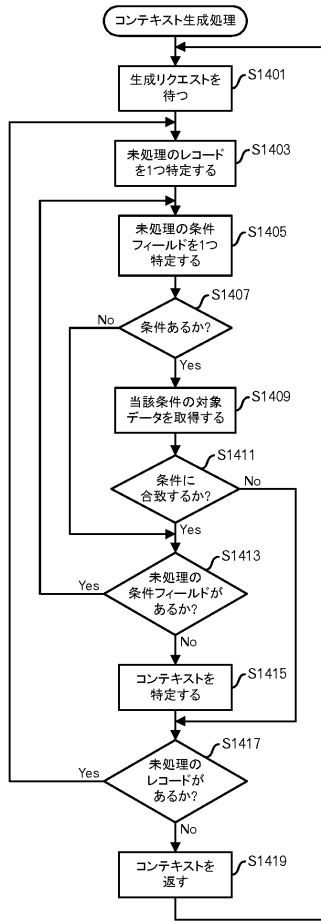 コンテキスト生成処理
生成リクエストを
待つ
S1401
未処理のレコード
を1つ特定する
S1403
未処理の条件
フィールドを1つ
特定する
S1405
条件あるか?
S1407
No
Yes
当該条件の対象
データを取得する
S1409
条件に
合致するか?
S1411
No
Yes
未処理の
条件フィールドが
あるか?
S1413
Yes
No
コンテキストを
特定する
S1415
未処理の
レコードが
あるか?
S1417
Yes
No
コンテキストを
返す
S1419